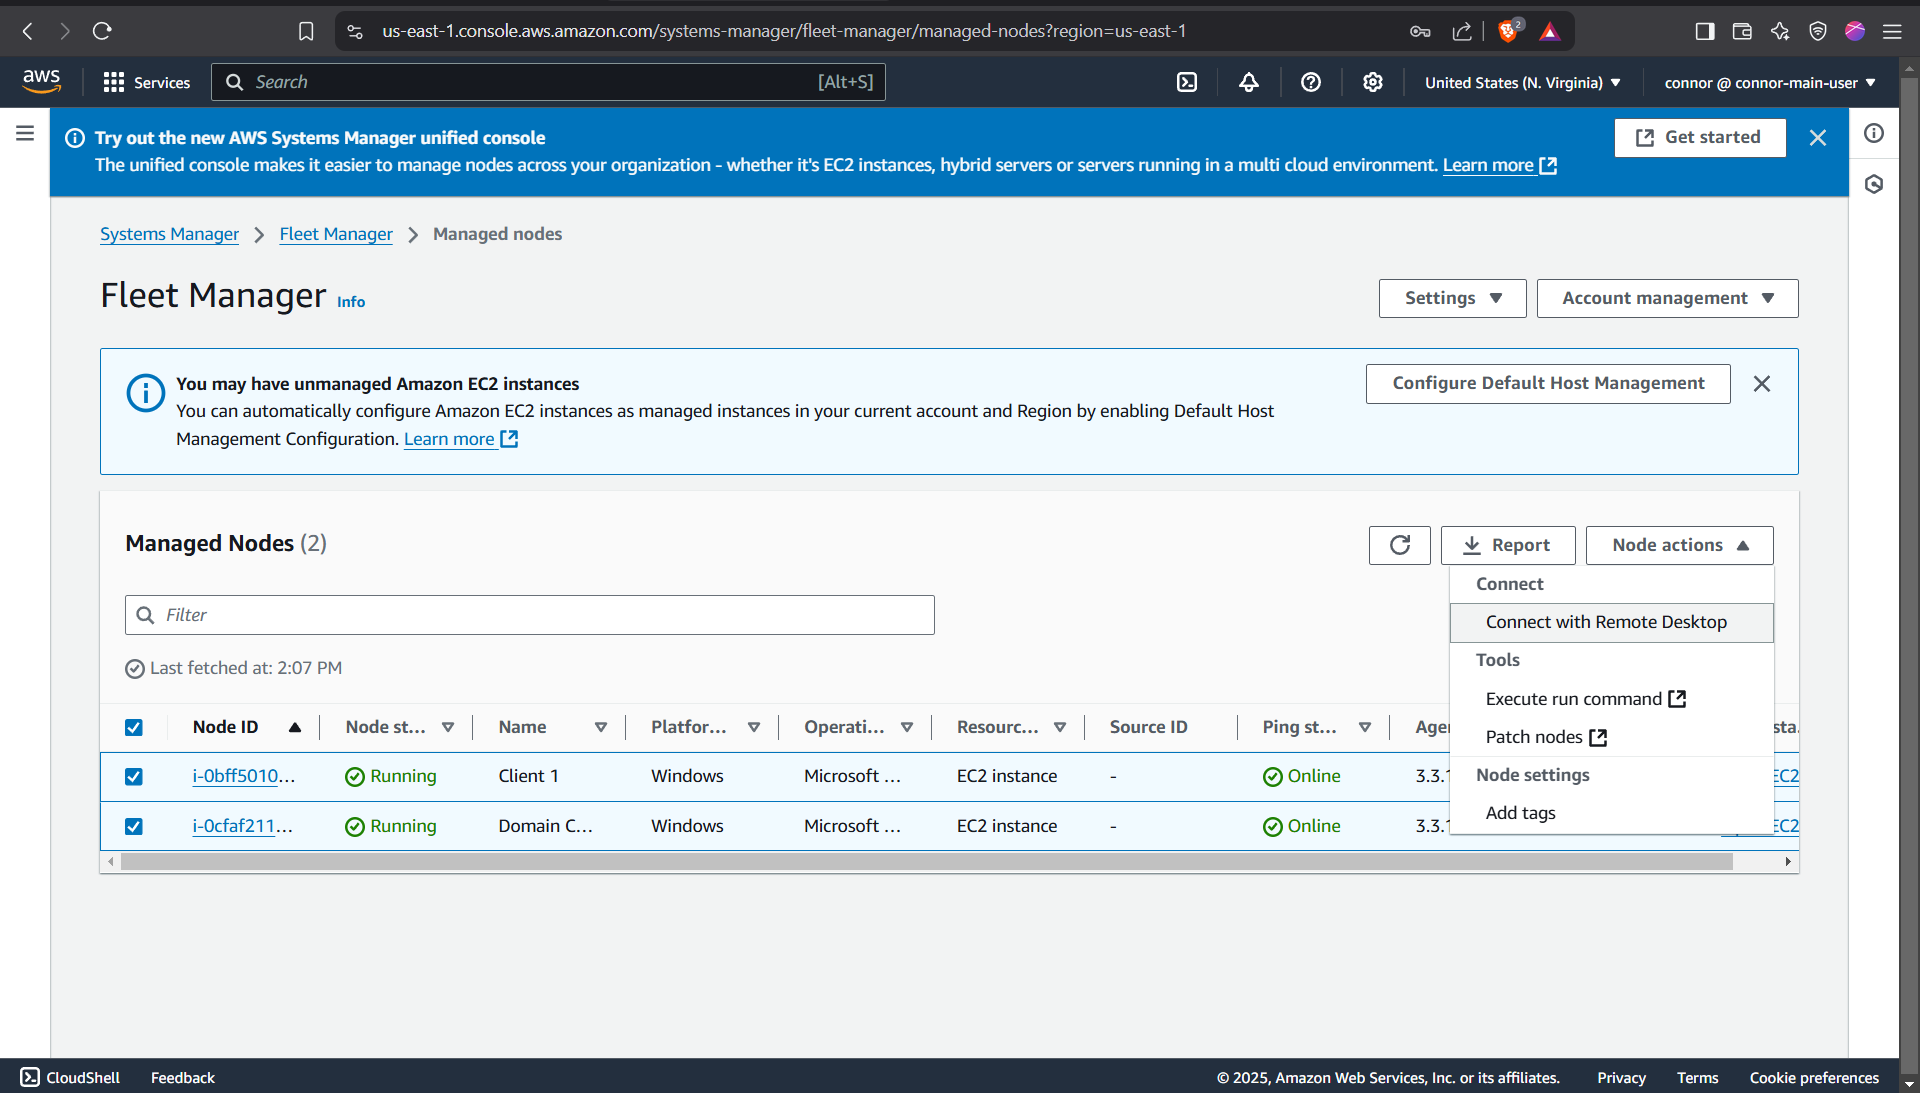 us-east-1.console.aws.amazon.com/systems-manager/fleet-manager/managed-nodes?region=us-east-1
2
aws
Services
Search
[Alt+S]
United States (N. Virginia)
connor @ connor-main-user
Try out the new AWS Systems Manager unified console
The unified console makes it easier to manage nodes across your organization - whether it's EC2 instances, hybrid servers or servers running in a multi cloud environment. Learn more
Get started
Systems Manager > Fleet Manager > Managed nodes
Fleet Manager Info
Settings
Account management
You may have unmanaged Amazon EC2 instances
You can automatically configure Amazon EC2 instances as managed instances in your current account and Region by enabling Default Host
Management Configuration. Learn more
Configure Default Host Management
Managed Nodes (2)
Report
Node actions
Connect
Connect with Remote Desktop
Tools
Execute run command
Patch nodes
Node settings
Add tags
Filter
Last fetched at: 2:07 PM
Node ID Node st... Name Platfor... Operati... Resourc... Source ID Ping st...
i-0bff5010... Running Client 1 Windows Microsoft ... EC2 instance - Online 3.3. EC2
i-0cfaf211... Running Domain C... Windows Microsoft ... EC2 instance - Online 3.3. EC2
CloudShell
Feedback
© 2025, Amazon Web Services, Inc. or its affiliates.
Privacy
Terms
Cookie preferences